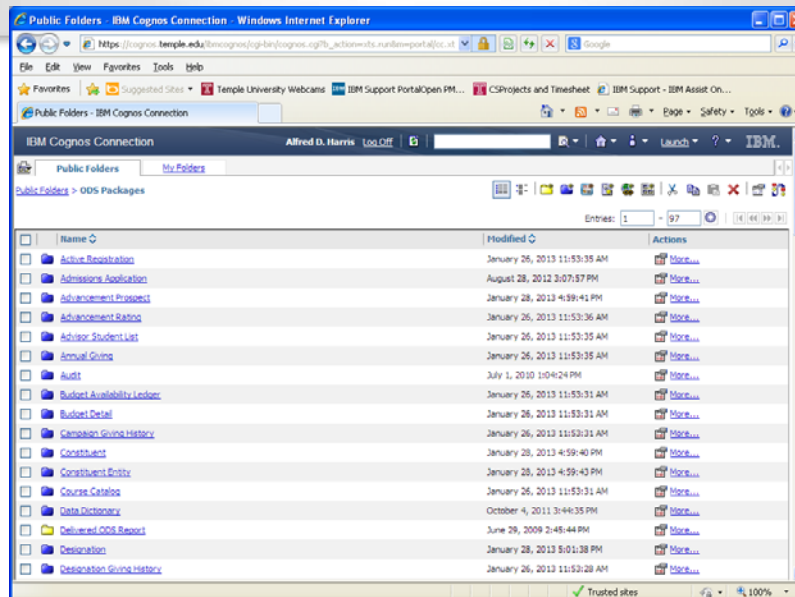 Public Folders - IBM Cognos Connection - Windows Internet Explorer
https://cognos.temple.edu/ibmcognos/cgi-bin/cognos.cgi?b_action=xts.run&m=portal/cc.xt Google
File Edit View Favorites Tools Help
Favorites Suggested Sites Temple University Webcams IBM Support PortalOpen PM... CSProjects and Timesheet IBM Support - IBM Assist On...
Public Folders - IBM Cognos Connection Page Safety Tools
IBM Cognos Connection Alfred D. Harris Log Off Launch ? IBM.
Public Folders My Folders
Public Folders > ODS Packages
Entries: 1 - 97
Name Modified Actions
Active Registration January 26, 2013 11:53:35 AM More...
Admissions Application August 28, 2012 3:07:57 PM More...
Advancement Prospect January 28, 2013 4:59:41 PM More...
Advancement Rating January 26, 2013 11:53:36 AM More...
Advisor Student List January 26, 2013 11:53:35 AM More...
Annual Giving January 26, 2013 11:53:35 AM More...
Audit July 1, 2010 1:04:24 PM More...
Budget Availability Ledger January 26, 2013 11:53:31 AM More...
Budget Detail January 26, 2013 11:53:31 AM More...
Campaign Giving History January 26, 2013 11:53:31 AM More...
Constituent January 28, 2013 4:59:40 PM More...
Constituent Entity January 28, 2013 4:59:43 PM More...
Course Catalog January 26, 2013 11:53:31 AM More...
Data Dictionary October 4, 2011 3:44:35 PM More...
Delivered ODS Report June 29, 2009 2:45:44 PM More...
Designation January 28, 2013 5:01:38 PM More...
Designation Giving History January 26, 2013 11:53:28 AM More...
Trusted sites 100%